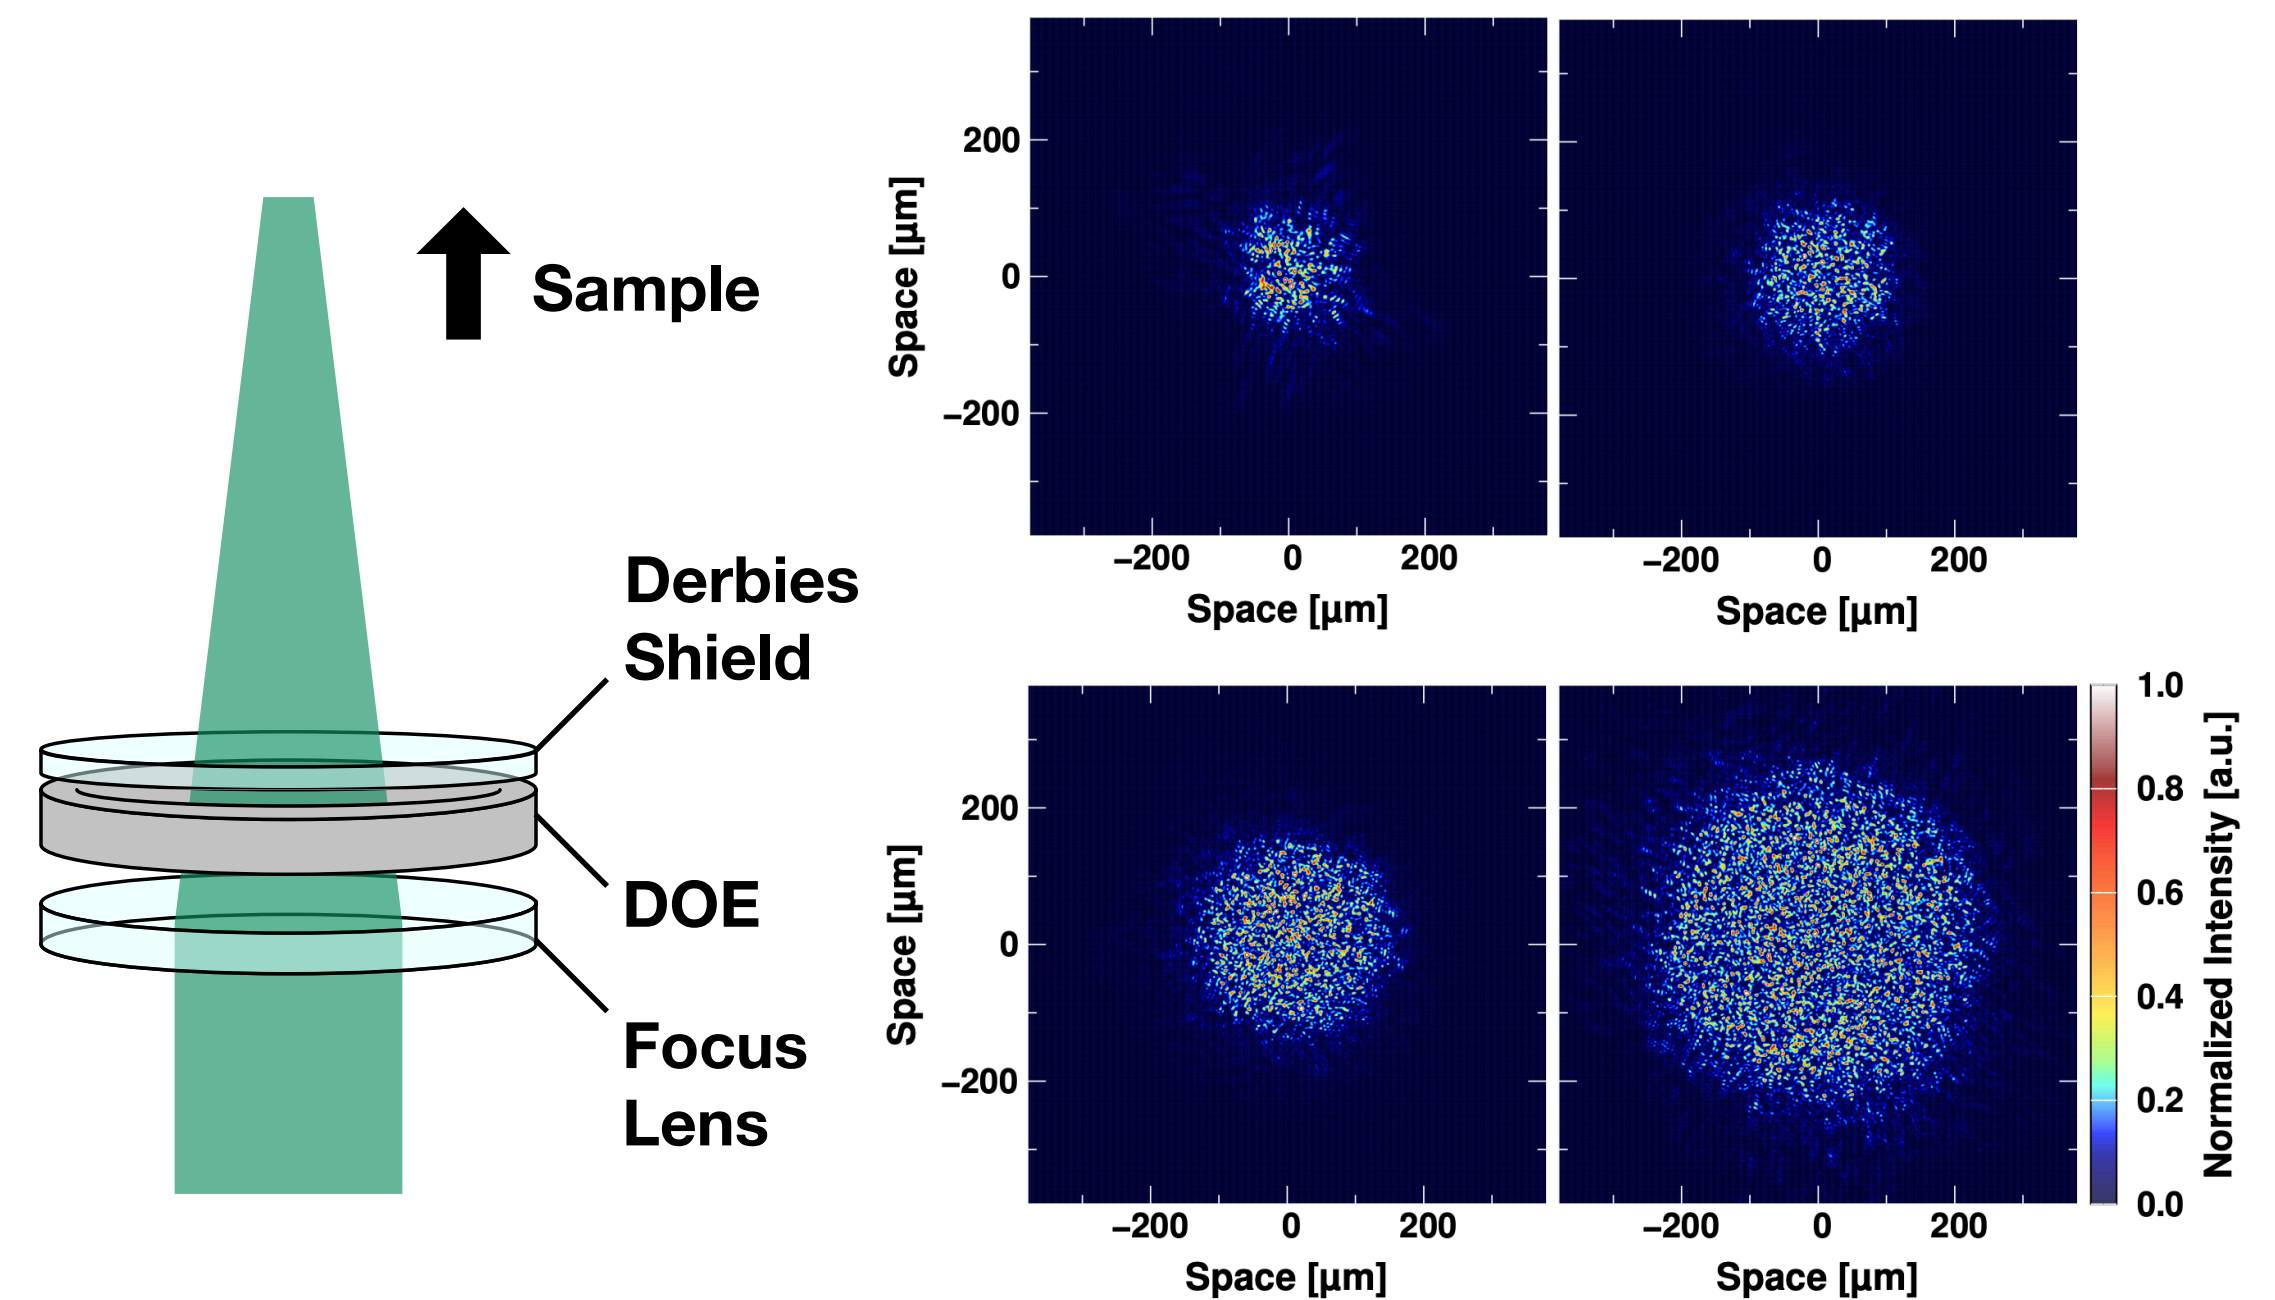 Sample
Derbies
Shield
DOE
Focus
Lens
Space [µm]
200
0
−200
−200 0 200
Space [µm]
−200 0 200
Space [µm]
Space [µm]
200
0
−200
−200 0 200
Space [µm]
−200 0 200
Space [µm]
1.0
0.8
0.6
0.4
0.2
0.0
Normalized Intensity [a.u.]